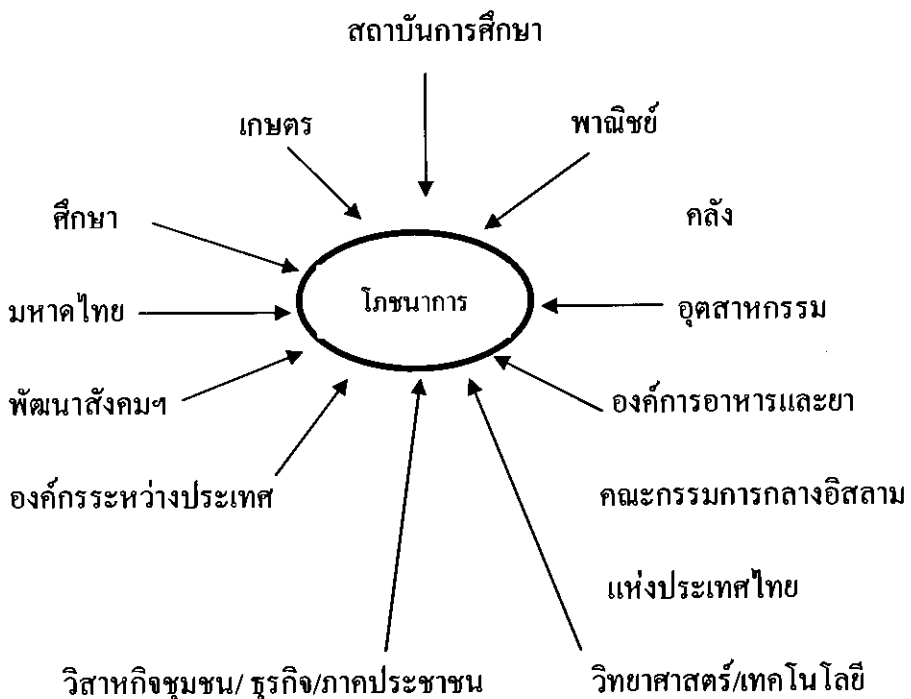 สถาบันการศึกษา
เกษตร
พาณิชย์
ศึกษา
คลัง
โภชนาการ
มหาดไทย
อุตสาหกรรม
พัฒนาสังคมฯ
องค์การอาหารและยา
องค์กรระหว่างประเทศ
คณะกรรมการกลางอิสลาม
แห่งประเทศไทย
วิสาหกิจชุมชน/ ธุรกิจ/ภาคประชาชน
วิทยาศาสตร์/เทคโนโลยี